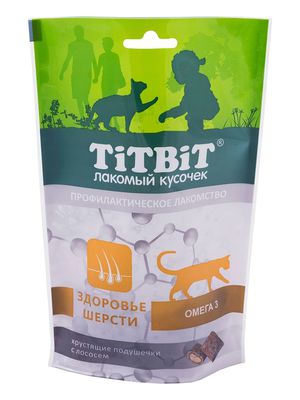 TiTBiT
лакомый кусочек
ПРОФИЛАКТИЧЕСКОЕ ЛАКОМСТВО
ЗДОРОВЬЕ
ШЕРСТИ
ОМЕГА 3
хрустящие подушечки
с лососем